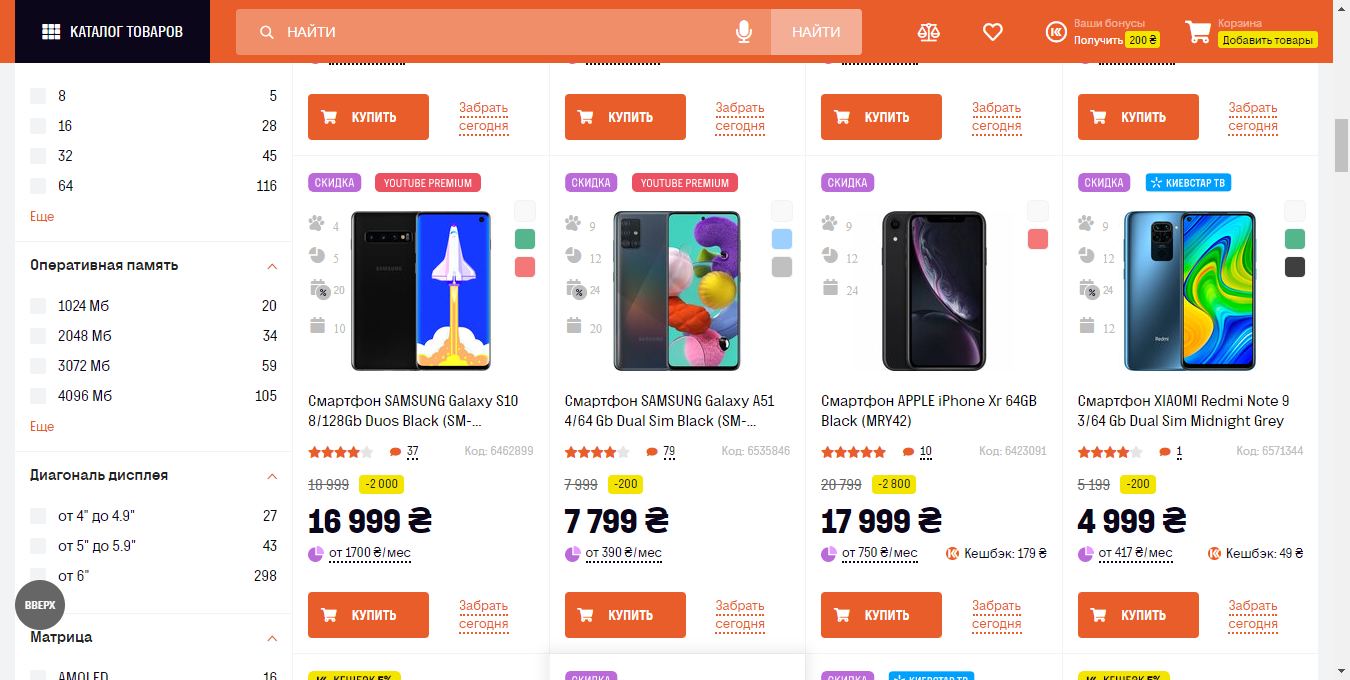 КАТАЛОГ ТОВАРОВ
НАЙТИ
НАЙТИ
Ваши бонусы
Получить 200 ₴
Корзина
Добавить товары
8 5
16 28
32 45
64 116
Еще
Оперативная память
1024 Мб 20
2048 Мб 34
3072 Мб 59
4096 Мб 105
Еще
Диагональ дисплея
от 4" до 4.9" 27
от 5" до 5.9" 43
от 6" 298
ВВЕРХ
Матрица
AMOLED 16
КУПИТЬ
Забрать
сегодня
КУПИТЬ
Забрать
сегодня
КУПИТЬ
Забрать
сегодня
КУПИТЬ
Забрать
сегодня
СКИДКА YOUTUBE PREMIUM
4
5
% 20
10
SAMSUNG
Смартфон SAMSUNG Galaxy S10
8/128Gb Duos Black (SM-...
37 Код: 6462899
18 999 -2 000
16 999 ₴
от 1700 ₴/мес
КУПИТЬ
Забрать
сегодня
СКИДКА YOUTUBE PREMIUM
9
12
% 24
20
SAMSUNG
Смартфон SAMSUNG Galaxy A51
4/64 Gb Dual Sim Black (SM-...
79 Код: 6535846
7 999 -200
7 799 ₴
от 390 ₴/мес
КУПИТЬ
Забрать
сегодня
СКИДКА
9
12
24
Смартфон APPLE iPhone Xr 64GB
Black (MRY42)
10 Код: 6423091
20 799 -2 800
17 999 ₴
от 750 ₴/мес Кешбэк: 179 ₴
КУПИТЬ
Забрать
сегодня
СКИДКА КИЕВСТАР ТВ
9
12
% 24
12
Redmi
Смартфон XIAOMI Redmi Note 9
3/64 Gb Dual Sim Midnight Grey
1 Код: 6571344
5 199 -200
4 999 ₴
от 417 ₴/мес Кешбэк: 49 ₴
КУПИТЬ
Забрать
сегодня
КЕШБЭК 5%
СКИДКА
СКИДКА КИЕВСТАР ТВ
КЕШБЭК 5%